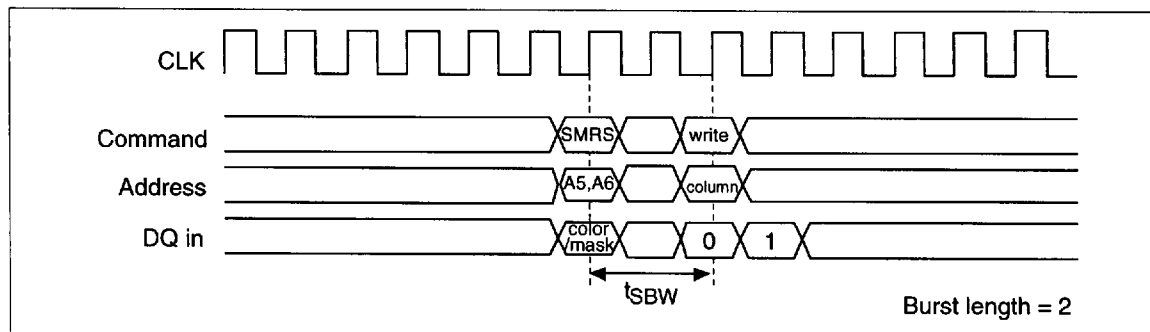 CLK
Command SMRS write
Address A5,A6 column
DQ in color /mask 0 1
tSBW
Burst length = 2